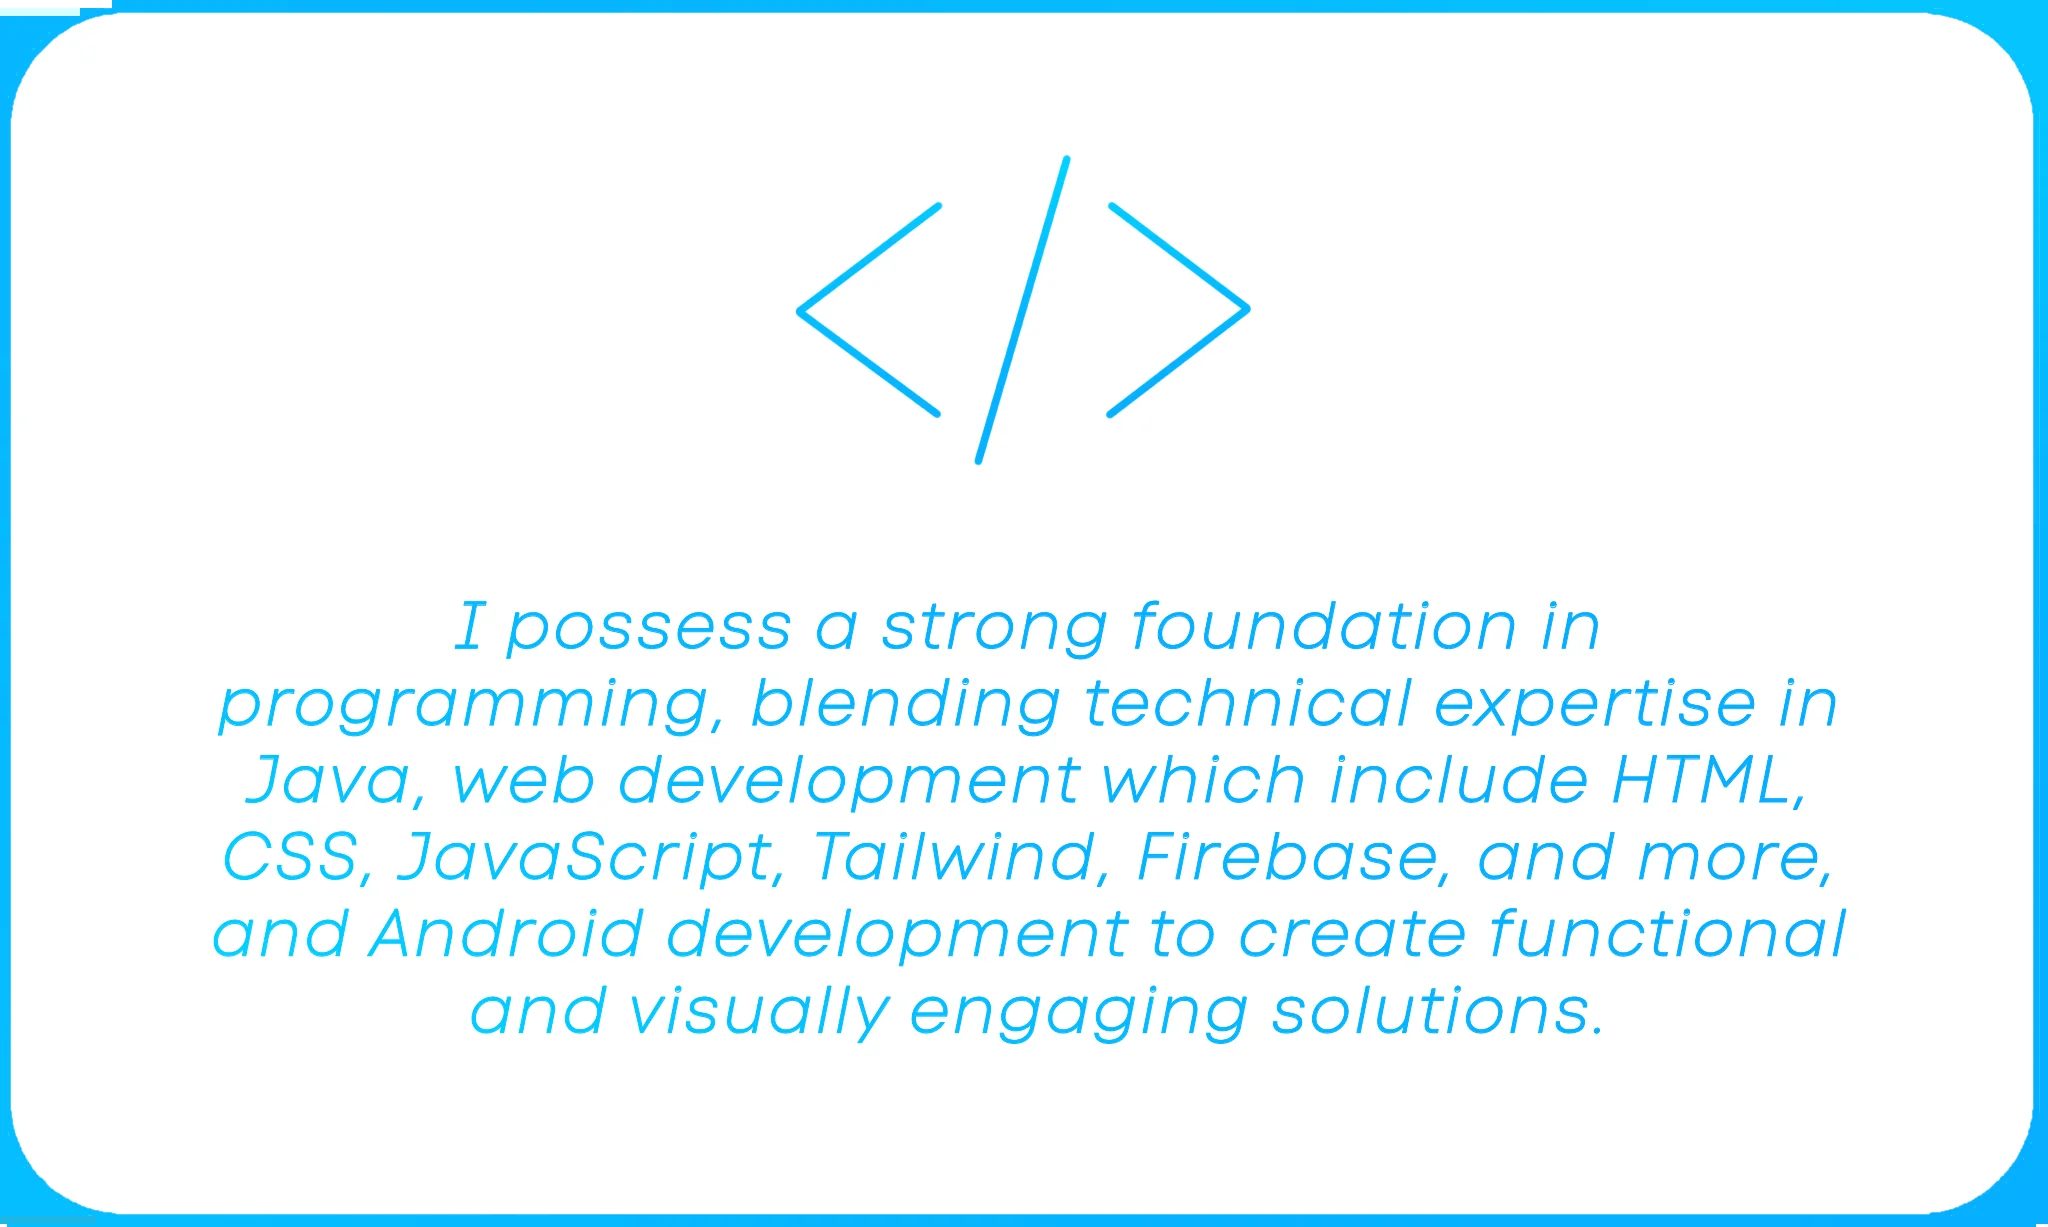 </>
I possess a strong foundation in
programming, blending technical expertise in
Java, web development which include HTML,
CSS, JavaScript, Tailwind, Firebase, and more,
and Android development to create functional
and visually engaging solutions.